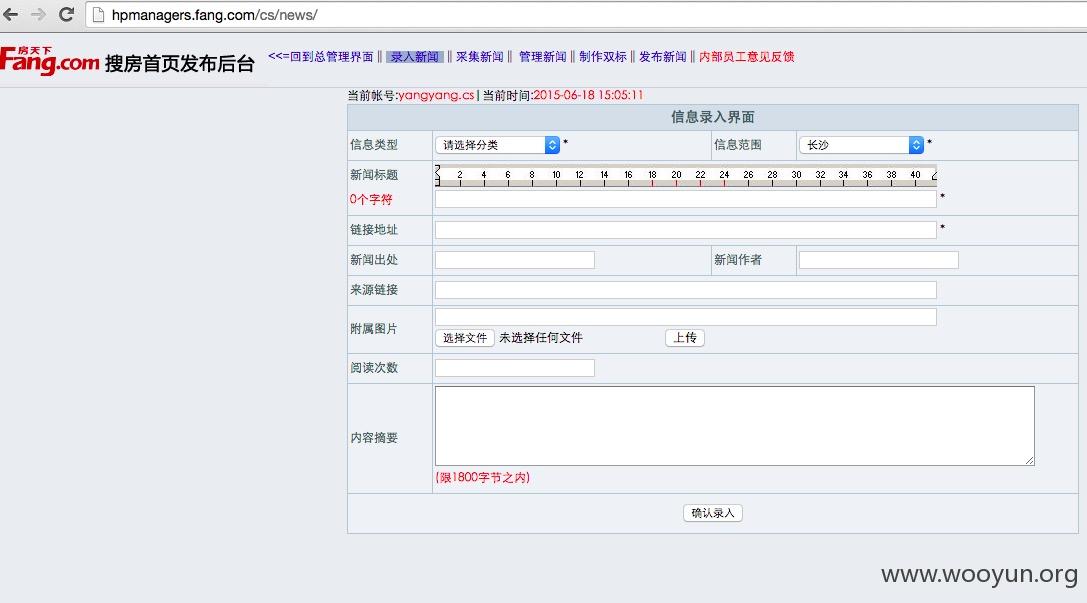 hpmanagers.fang.com/cs/news/
房天下
Fang.com 搜房首页发布后台
<<=回到总管理界面 || 录入新闻 || 采集新闻 || 管理新闻 || 制作双标 || 发布新闻 || 内部员工意见反馈
当前帐号:yangyang.cs | 当前时间:2015-06-18 15:05:11
信息录入界面
信息类型 请选择分类 * 信息范围 长沙 *
新闻标题 2 4 6 8 10 12 14 16 18 20 22 24 26 28 30 32 34 36 38 40
0个字符 *
链接地址 *
新闻出处 新闻作者
来源链接
附属图片
选择文件 未选择任何文件 上传
阅读次数
内容摘要
(限1800字节之内)
确认录入
www.wooyun.org